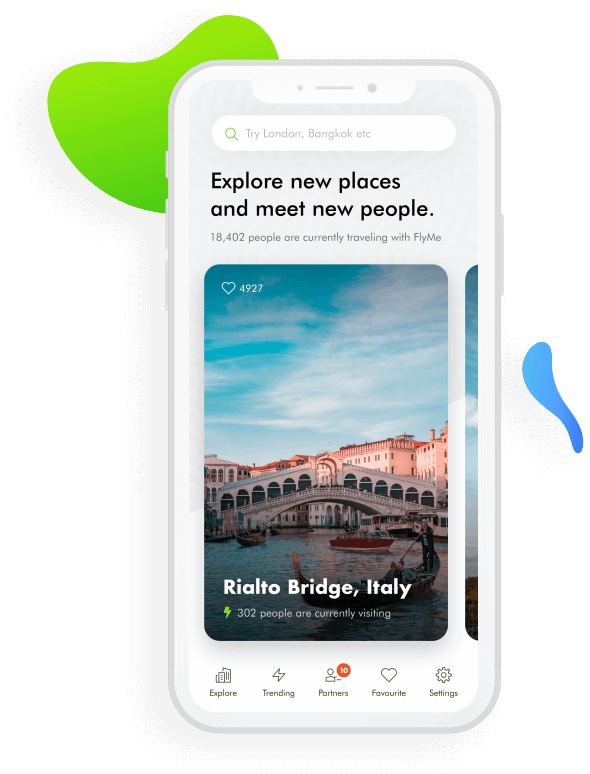 Try London, Bangkok etc
Explore new places
and meet new people.
18,402 people are currently traveling with FlyMe
4927
Rialto Bridge, Italy
302 people are currently visiting
10
Explore Trending Partners Favourite Settings